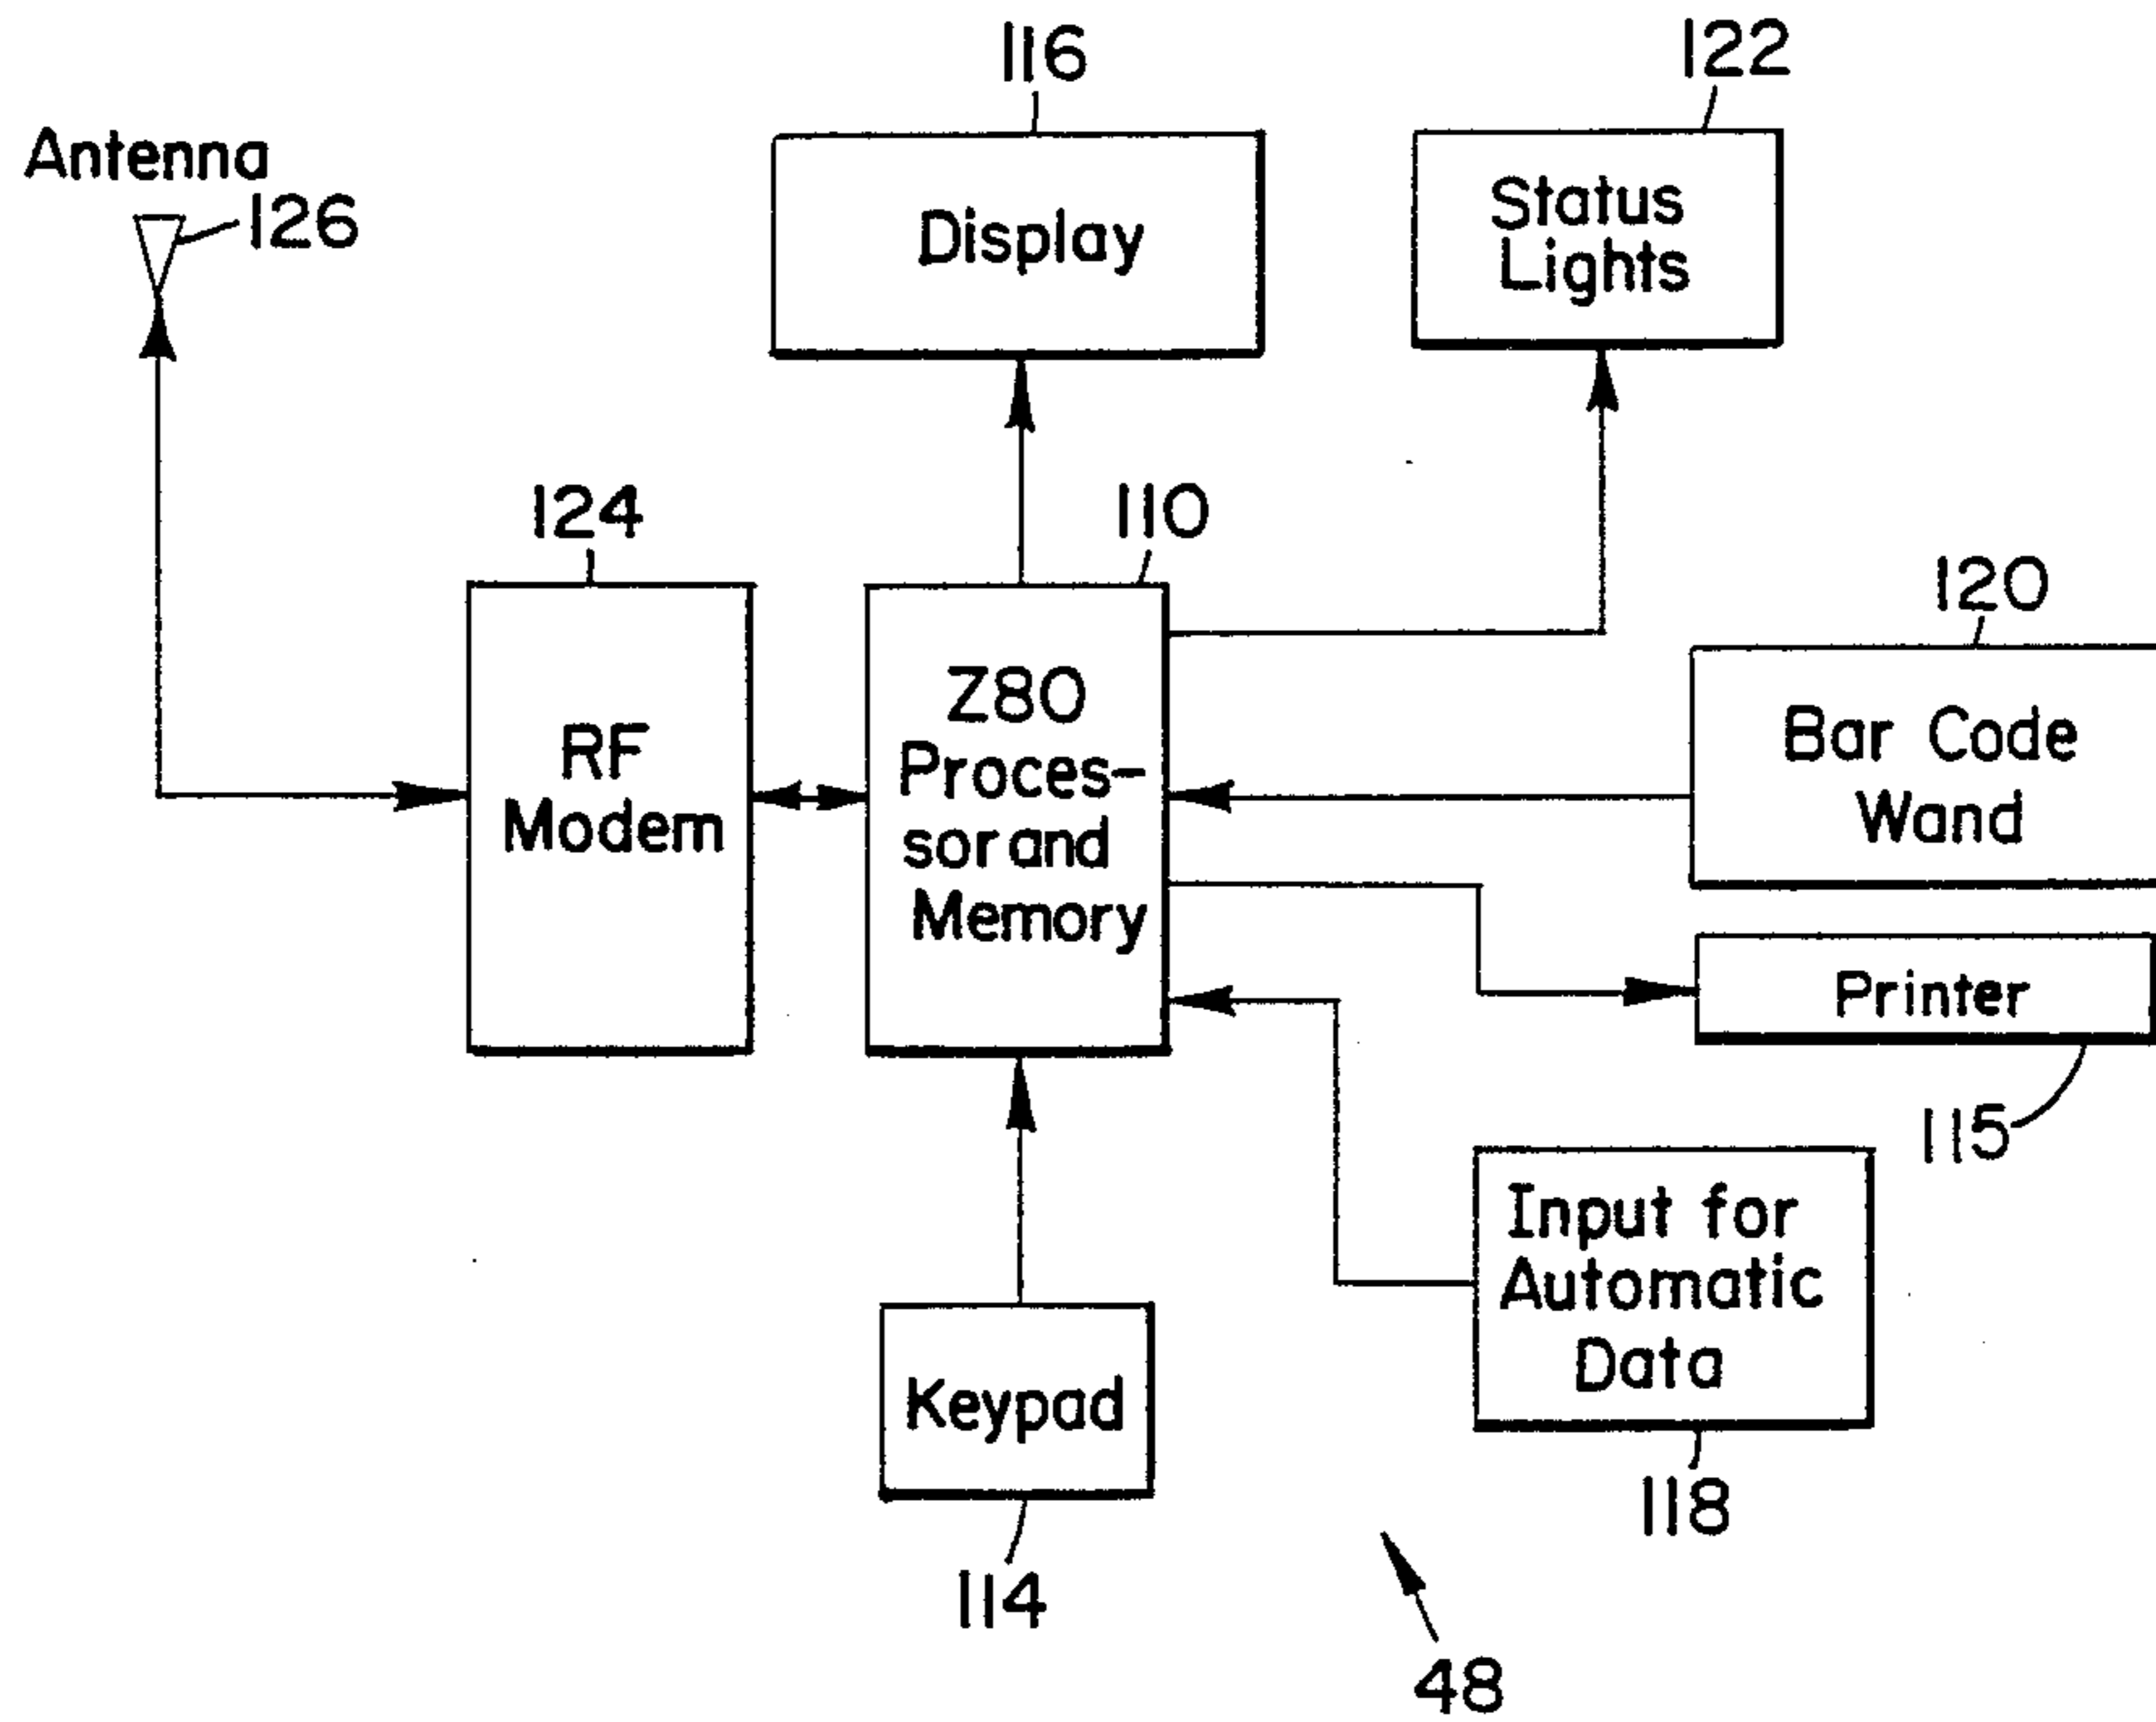 116
122
Antenna
126
Display
Status
Lights
124
110
120
RF
Modem
Z80
Proces-
sor and
Memory
Bar Code
Wand
Printer
115
Input for
Automatic
Data
118
Keypad
114
48